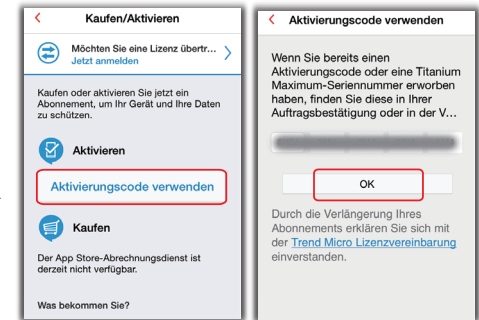 Kaufen/Aktivieren
Möchten Sie eine Lizenz übertr...
Jetzt anmelden
Kaufen oder aktivieren Sie jetzt ein
Abonnement, um Ihr Gerät und Ihre Daten
zu schützen.
Aktivieren
Aktivierungscode verwenden
Kaufen
Der App Store-Abrechnungsdienst ist
derzeit nicht verfügbar.
Was bekommen Sie?
Aktivierungscode verwenden
Wenn Sie bereits einen
Aktivierungscode oder eine Titanium
Maximum-Seriennummer erworben
haben, finden Sie diese in Ihrer
Auftragsbestätigung oder in der V...
OK
Durch die Verlängerung Ihres
Abonnements erklären Sie sich mit
der Trend Micro Lizenzvereinbarung
einverstanden.